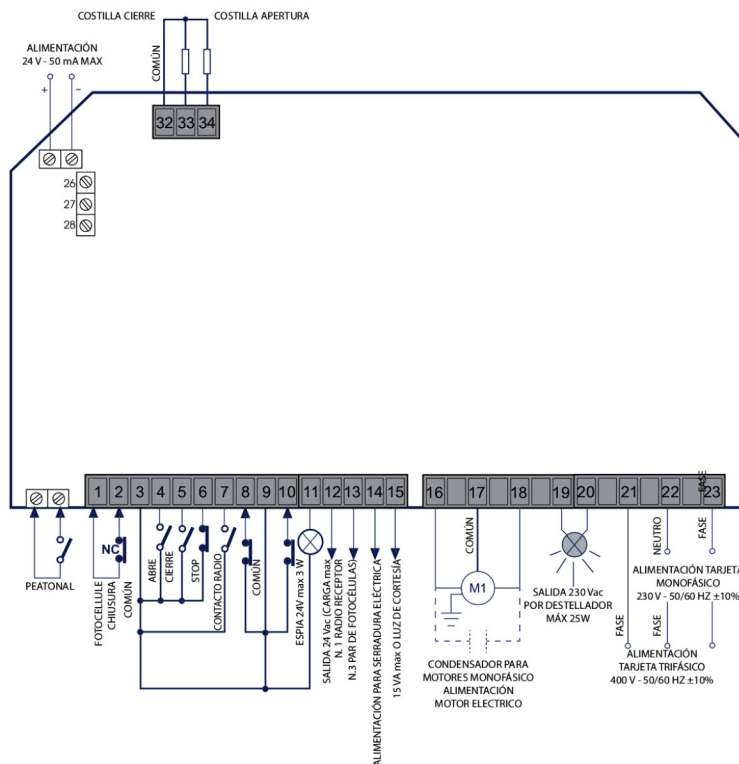 COSTILLA CIERRE
COSTILLA APERTURA
ALIMENTACIÓN
24 V - 50 mA MAX
+
−
COMÚN
32 33 34
26
27
28
1 2 3 4 5 6 7 8 9 10 11 12 13 14 15
16 17 18 19 20 21 22 23
FASE
PEATONAL
FOTOCELLULE
CHIUSURA
NC
COMÚN
ABRE
CIERRE
STOP
CONTACTO RADIO
COMÚN
ESPIA 24V max 3 W
SALIDA 24 Vac (CARGA max
N. 1 RADIO RECEPTOR
N.3 PAR DE FOTOCÉLULAS)
ALIMENTACIÓN PARA SERRADURA ELÉCTRICA
15 VA max O LUZ DE CORTESÍA
COMÚN
M1
CONDENSADOR PARA
MOTORES MONOFÁSICO
ALIMENTACIÓN
MOTOR ELECTRICO
SALIDA 230 Vac
POR DESTELLADOR
MÁX 25W
NEUTRO
FASE
ALIMENTACIÓN TARJETA
MONOFÁSICO
230 V - 50/60 HZ ±10%
FASE
FASE
ALIMENTACIÓN
TARJETA TRIFÁSICO
400 V - 50/60 HZ ±10%